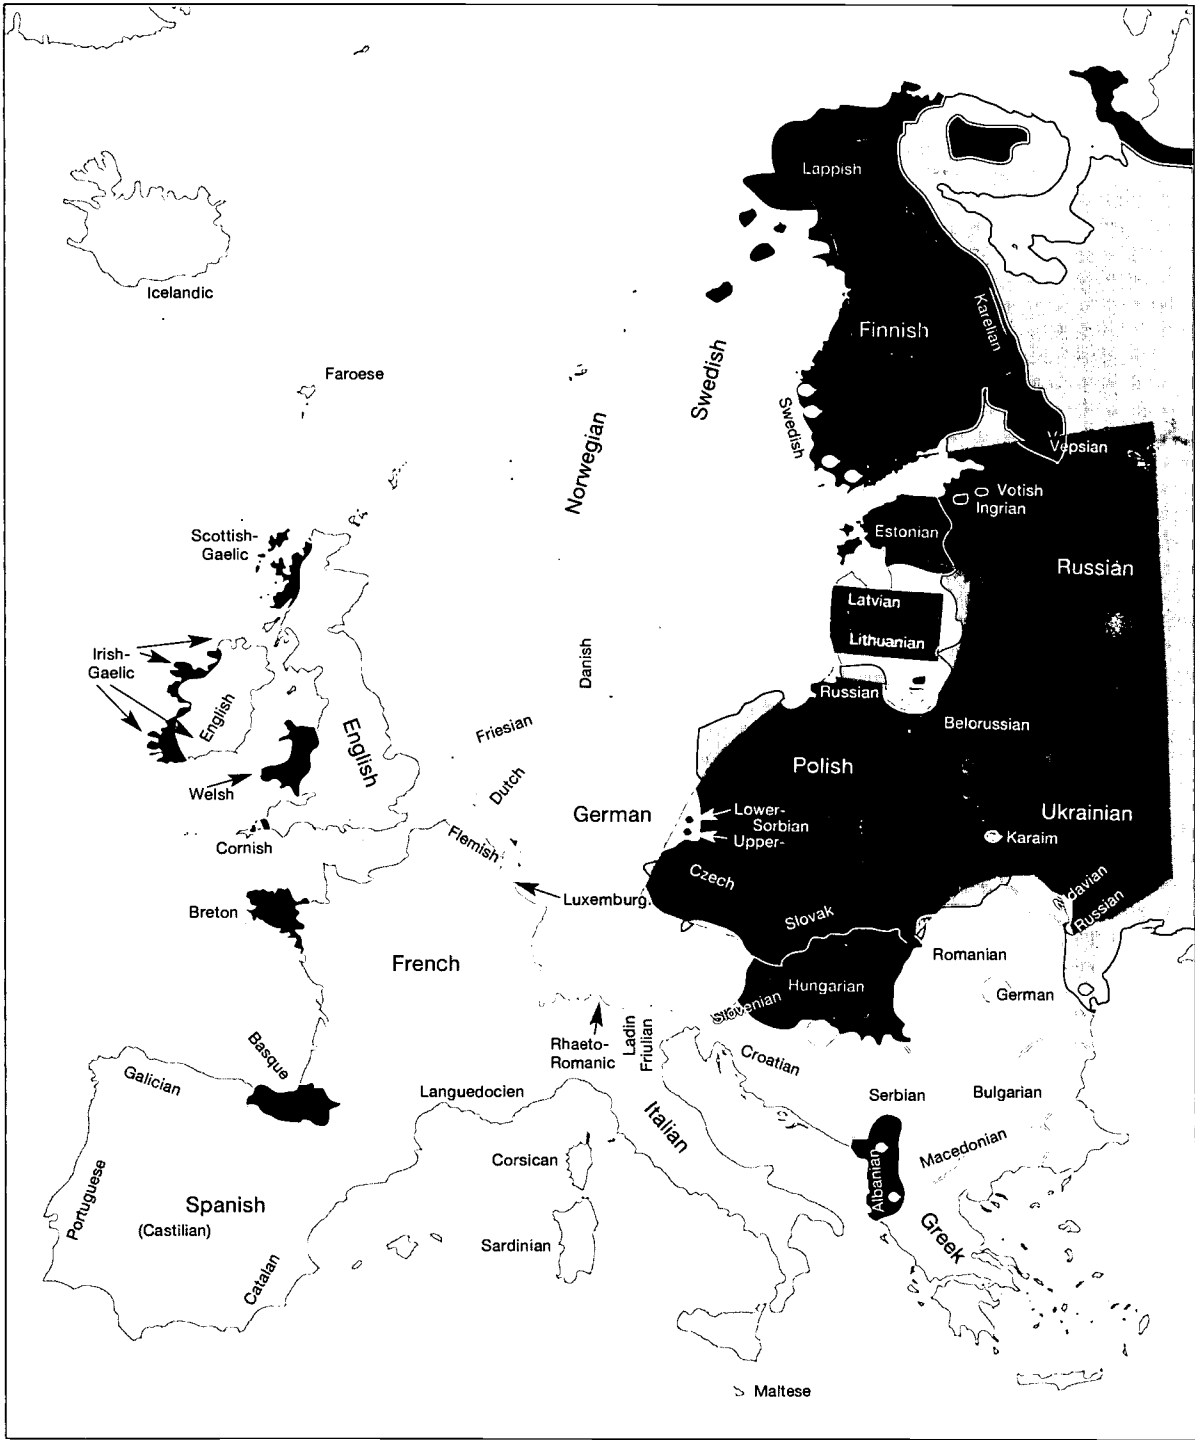 Lappish
Icelandic
Karelian
Finnish
Faroese
Swedish
Swedish
Norwegian
Vepsian
Votish
Ingrian
Scottish-
Gaelic
Estonian
Russian
Latvian
Lithuanian
Irish-
Gaelic
Danish
English
Russian
Belorussian
Friesian
English
Polish
Welsh
Dutch
German
Lower-
Sorbian
Upper-
Ukrainian
Karaim
Cornish
Flemish
Czech
davian
Russian
Luxemburg.
Breton
Slovak
French
Romanian
Hungarian
German
Slovenian
Rhaeto-
Romanic
Ladin
Friulian
Basque
Croatian
Galician
Languedocien
Serbian
Bulgarian
Italian
Macedonian
Corsican
Albanian
Portuguese
Spanish
(Castilian)
Sardinian
Greek
Catalan
Maltese